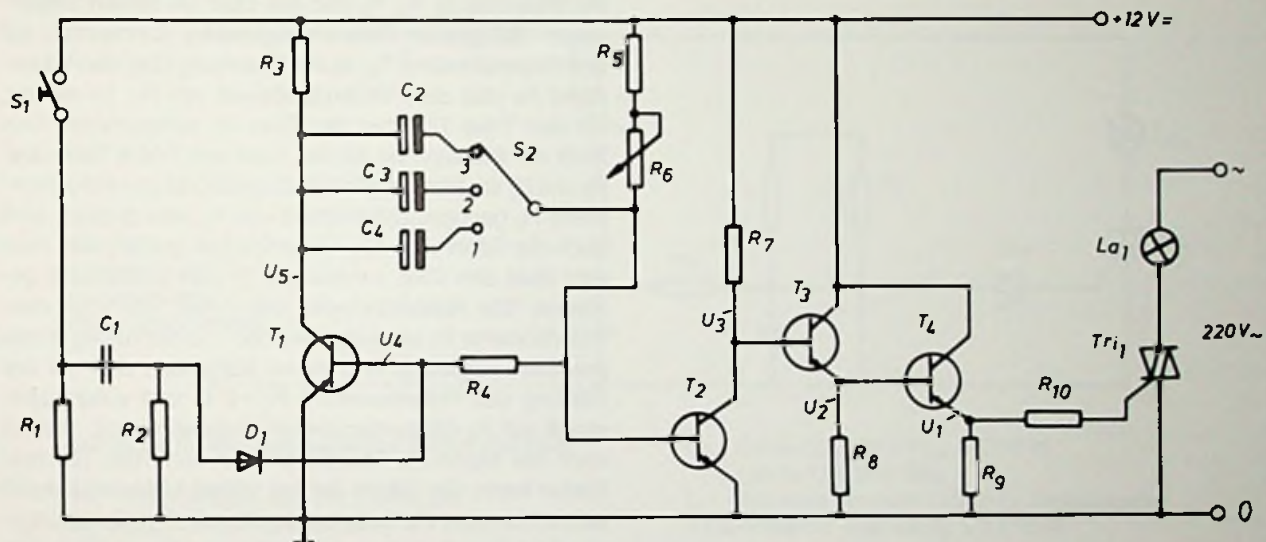 +12V=
R3
R5
S1
C2
3
S2
C3
2
R6
C4
1
R7
La1
~
U5
C1
T1
U4
U3
T3
T4
Tri1
220V~
R4
T2
U2
R10
U1
R1
R2
D1
R8
R9
0